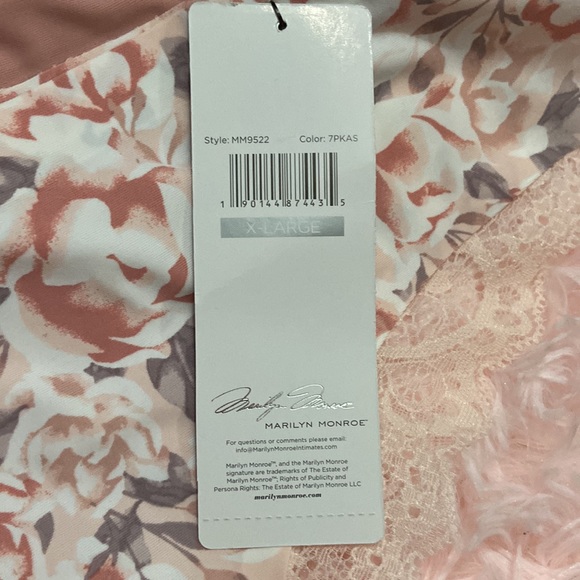 Style: MM9522 Color: 7PKAS
1 90144 87443 5
X-LARGE
Marilyn Monroe
MARILYN MONROE™
For questions or comments please email:
info@MarilynMonroeIntimates.com
Marilyn Monroe™, and the Marilyn Monroe
signature are trademarks of The Estate of
Marilyn Monroe™; Rights of Publicity and
Persona Rights: The Estate of Marilyn Monroe LLC
marilynmonroe.com